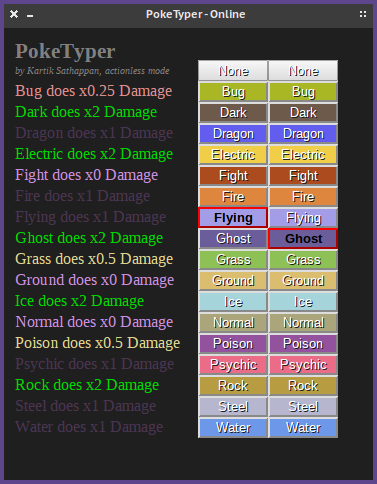 PokeTyper - Online
PokeTyper
by Kartik Sathappan, actionless mode
None None
Bug does x0.25 Damage Bug Bug
Dark does x2 Damage Dark Dark
Dragon does x1 Damage Dragon Dragon
Electric does x2 Damage Electric Electric
Fight does x0 Damage Fight Fight
Fire does x1 Damage Fire Fire
Flying does x1 Damage Flying Flying
Ghost does x2 Damage Ghost Ghost
Grass does x0.5 Damage Grass Grass
Ground does x0 Damage Ground Ground
Ice does x2 Damage Ice Ice
Normal does x0 Damage Normal Normal
Poison does x0.5 Damage Poison Poison
Psychic does x1 Damage Psychic Psychic
Rock does x2 Damage Rock Rock
Steel does x1 Damage Steel Steel
Water does x1 Damage Water Water